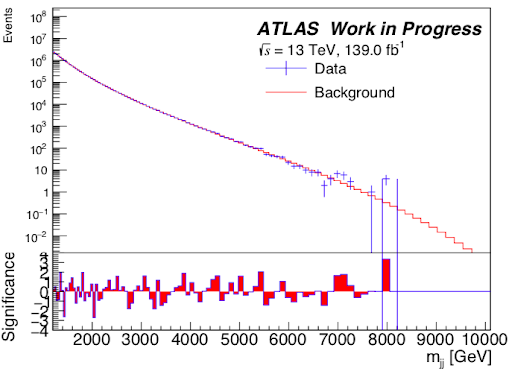 ATLAS Work in Progress
√s = 13 TeV, 139.0 fb¹
Data
Background
Events
10⁸
10⁷
10⁶
10⁵
10⁴
10³
10²
10
1
10⁻¹
10⁻²
Significance
3
2
1
0
−1
−2
−3
−4
2000 3000 4000 5000 6000 7000 8000 9000 10000
m_jj [GeV]